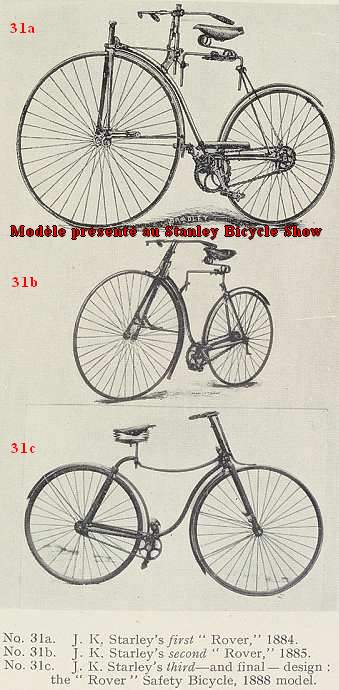 31a
BRADLEY
Modèle présenté au Stanley Bicycle Show
31b
31c
No. 31a. J. K, Starley's first “ Rover,” 1884.
No. 31b. J. K. Starley's second “ Rover,” 1885.
No. 31c. J. K. Starley's third—and final — design :
the “ Rover ” Safety Bicycle, 1888 model.